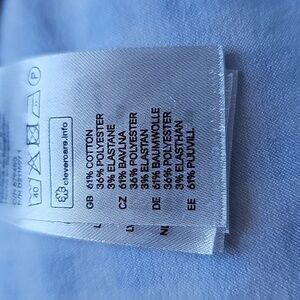 clevercare.info
40
P
GB 61% COTTON
36% POLYESTER
3% ELASTANE
CZ 61% BAVLNA
36% POLYESTER
3% ELASTAN
DE 61% BAUMWOLLE
36% POLYESTER
3% ELASTHAN
EE 61% PUUVILL